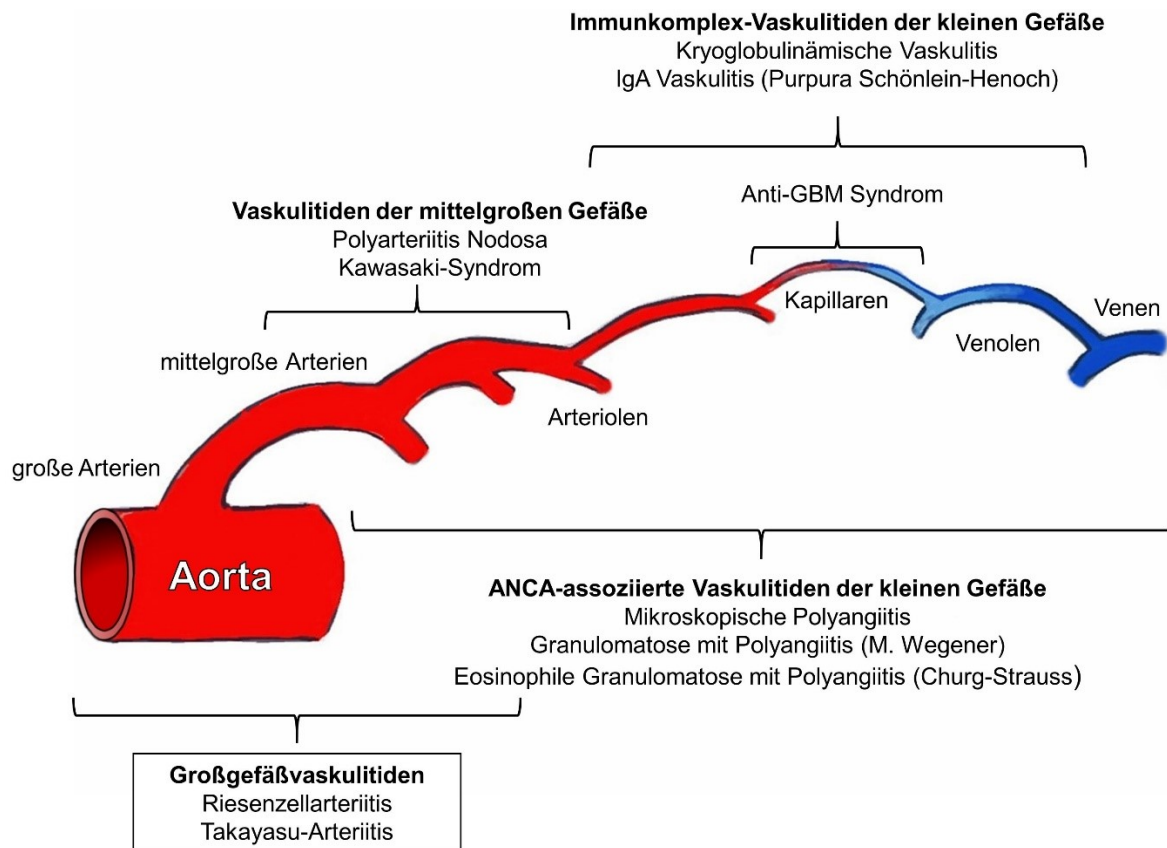 Immunkomplex-Vaskulitiden der kleinen Gefäße
Kryoglobulinämische Vaskulitis
IgA Vaskulitis (Purpura Schönlein-Henoch)
Anti-GBM Syndrom
Vaskulitiden der mittelgroßen Gefäße
Polyarteriitis Nodosa
Kawasaki-Syndrom
Kapillaren
Venen
Venolen
mittelgroße Arterien
Arteriolen
große Arterien
Aorta
ANCA-assoziierte Vaskulitiden der kleinen Gefäße
Mikroskopische Polyangiitis
Granulomatose mit Polyangiitis (M. Wegener)
Eosinophile Granulomatose mit Polyangiitis (Churg-Strauss)
Großgefäßvaskulitiden
Riesenzellarteriitis
Takayasu-Arteriitis